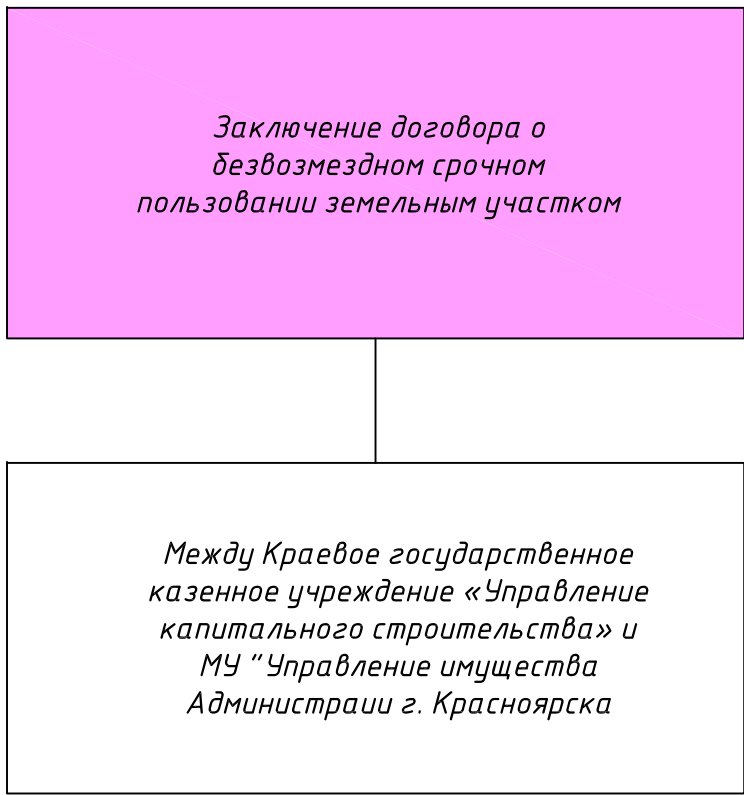 Заключение договора о
безвозмездном срочном
пользовании земельным участком
Между Краевое государственное
казенное учреждение «Управление
капитального строительства» и
МУ "Управление имущества
Администраии г. Красноярска